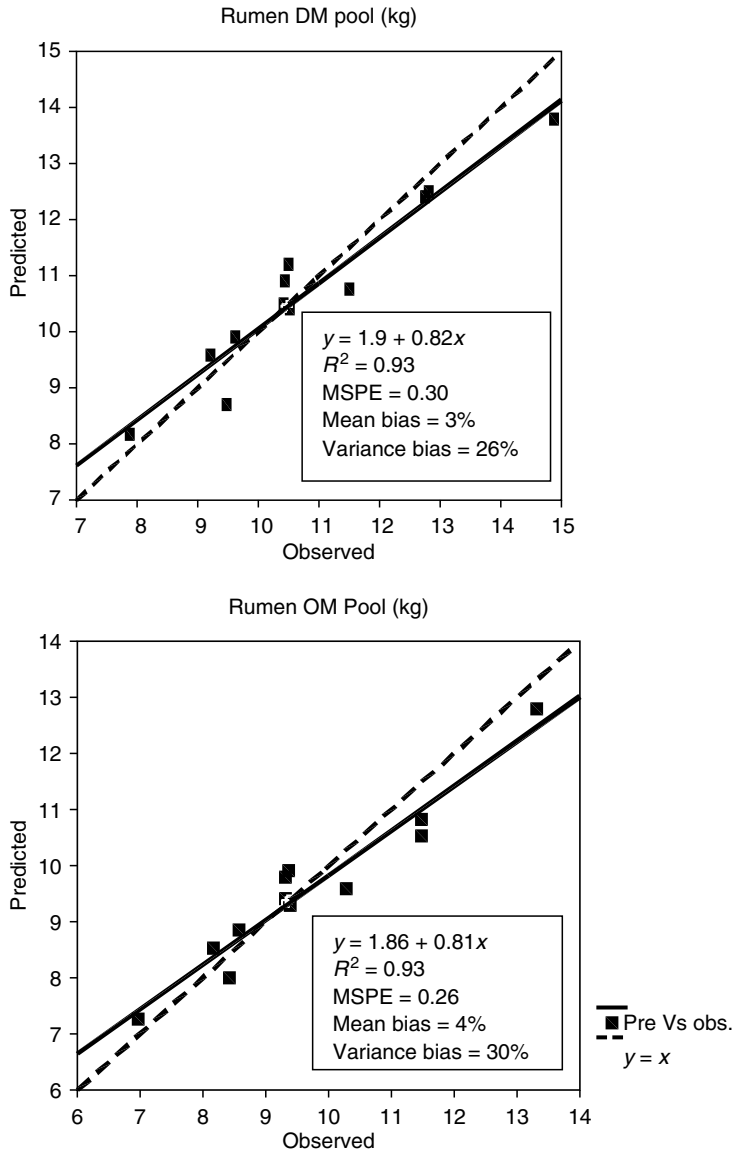 Rumen DM pool (kg)
15
14
13
12
11
10
9
8
7
Predicted
y = 1.9 + 0.82x
R² = 0.93
MSPE = 0.30
Mean bias = 3%
Variance bias = 26%
7 8 9 10 11 12 13 14 15
Observed
Rumen OM Pool (kg)
14
13
12
11
10
9
8
7
6
Predicted
y = 1.86 + 0.81x
R² = 0.93
MSPE = 0.26
Mean bias = 4%
Variance bias = 30%
6 7 8 9 10 11 12 13 14
Observed
Pre Vs obs.
y = x